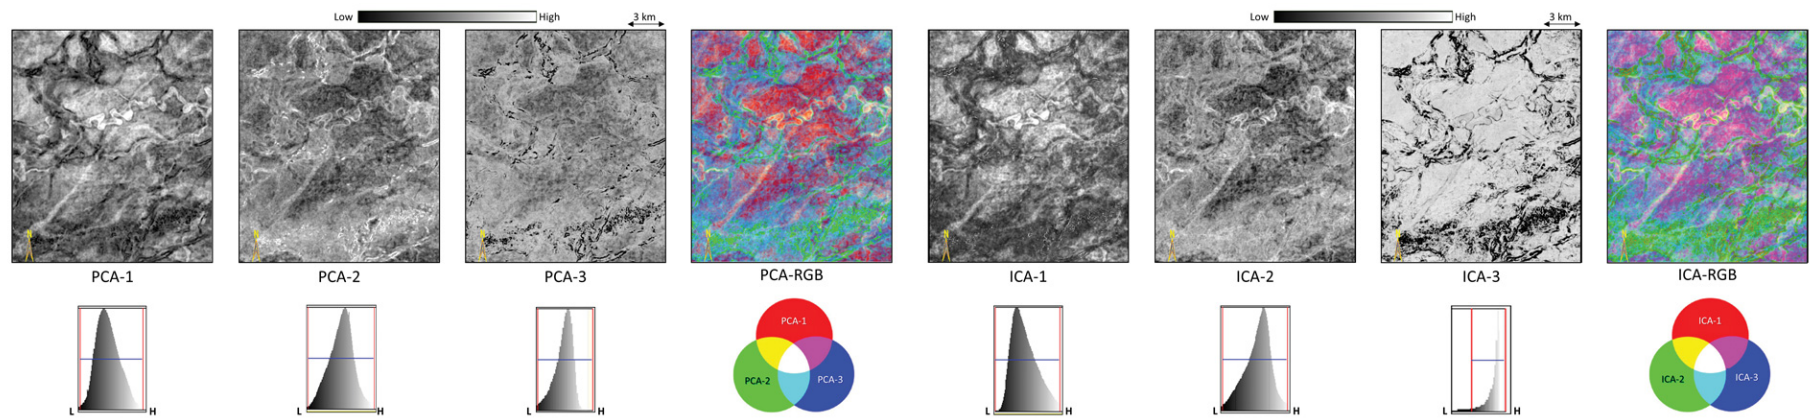 Low High 3 km Low High 3 km
N N N N N N N N
PCA-1 PCA-2 PCA-3 PCA-RGB ICA-1 ICA-2 ICA-3 ICA-RGB
PCA-1 ICA-1
PCA-2 PCA-3 ICA-2 ICA-3
L H L H L H L H L H L H